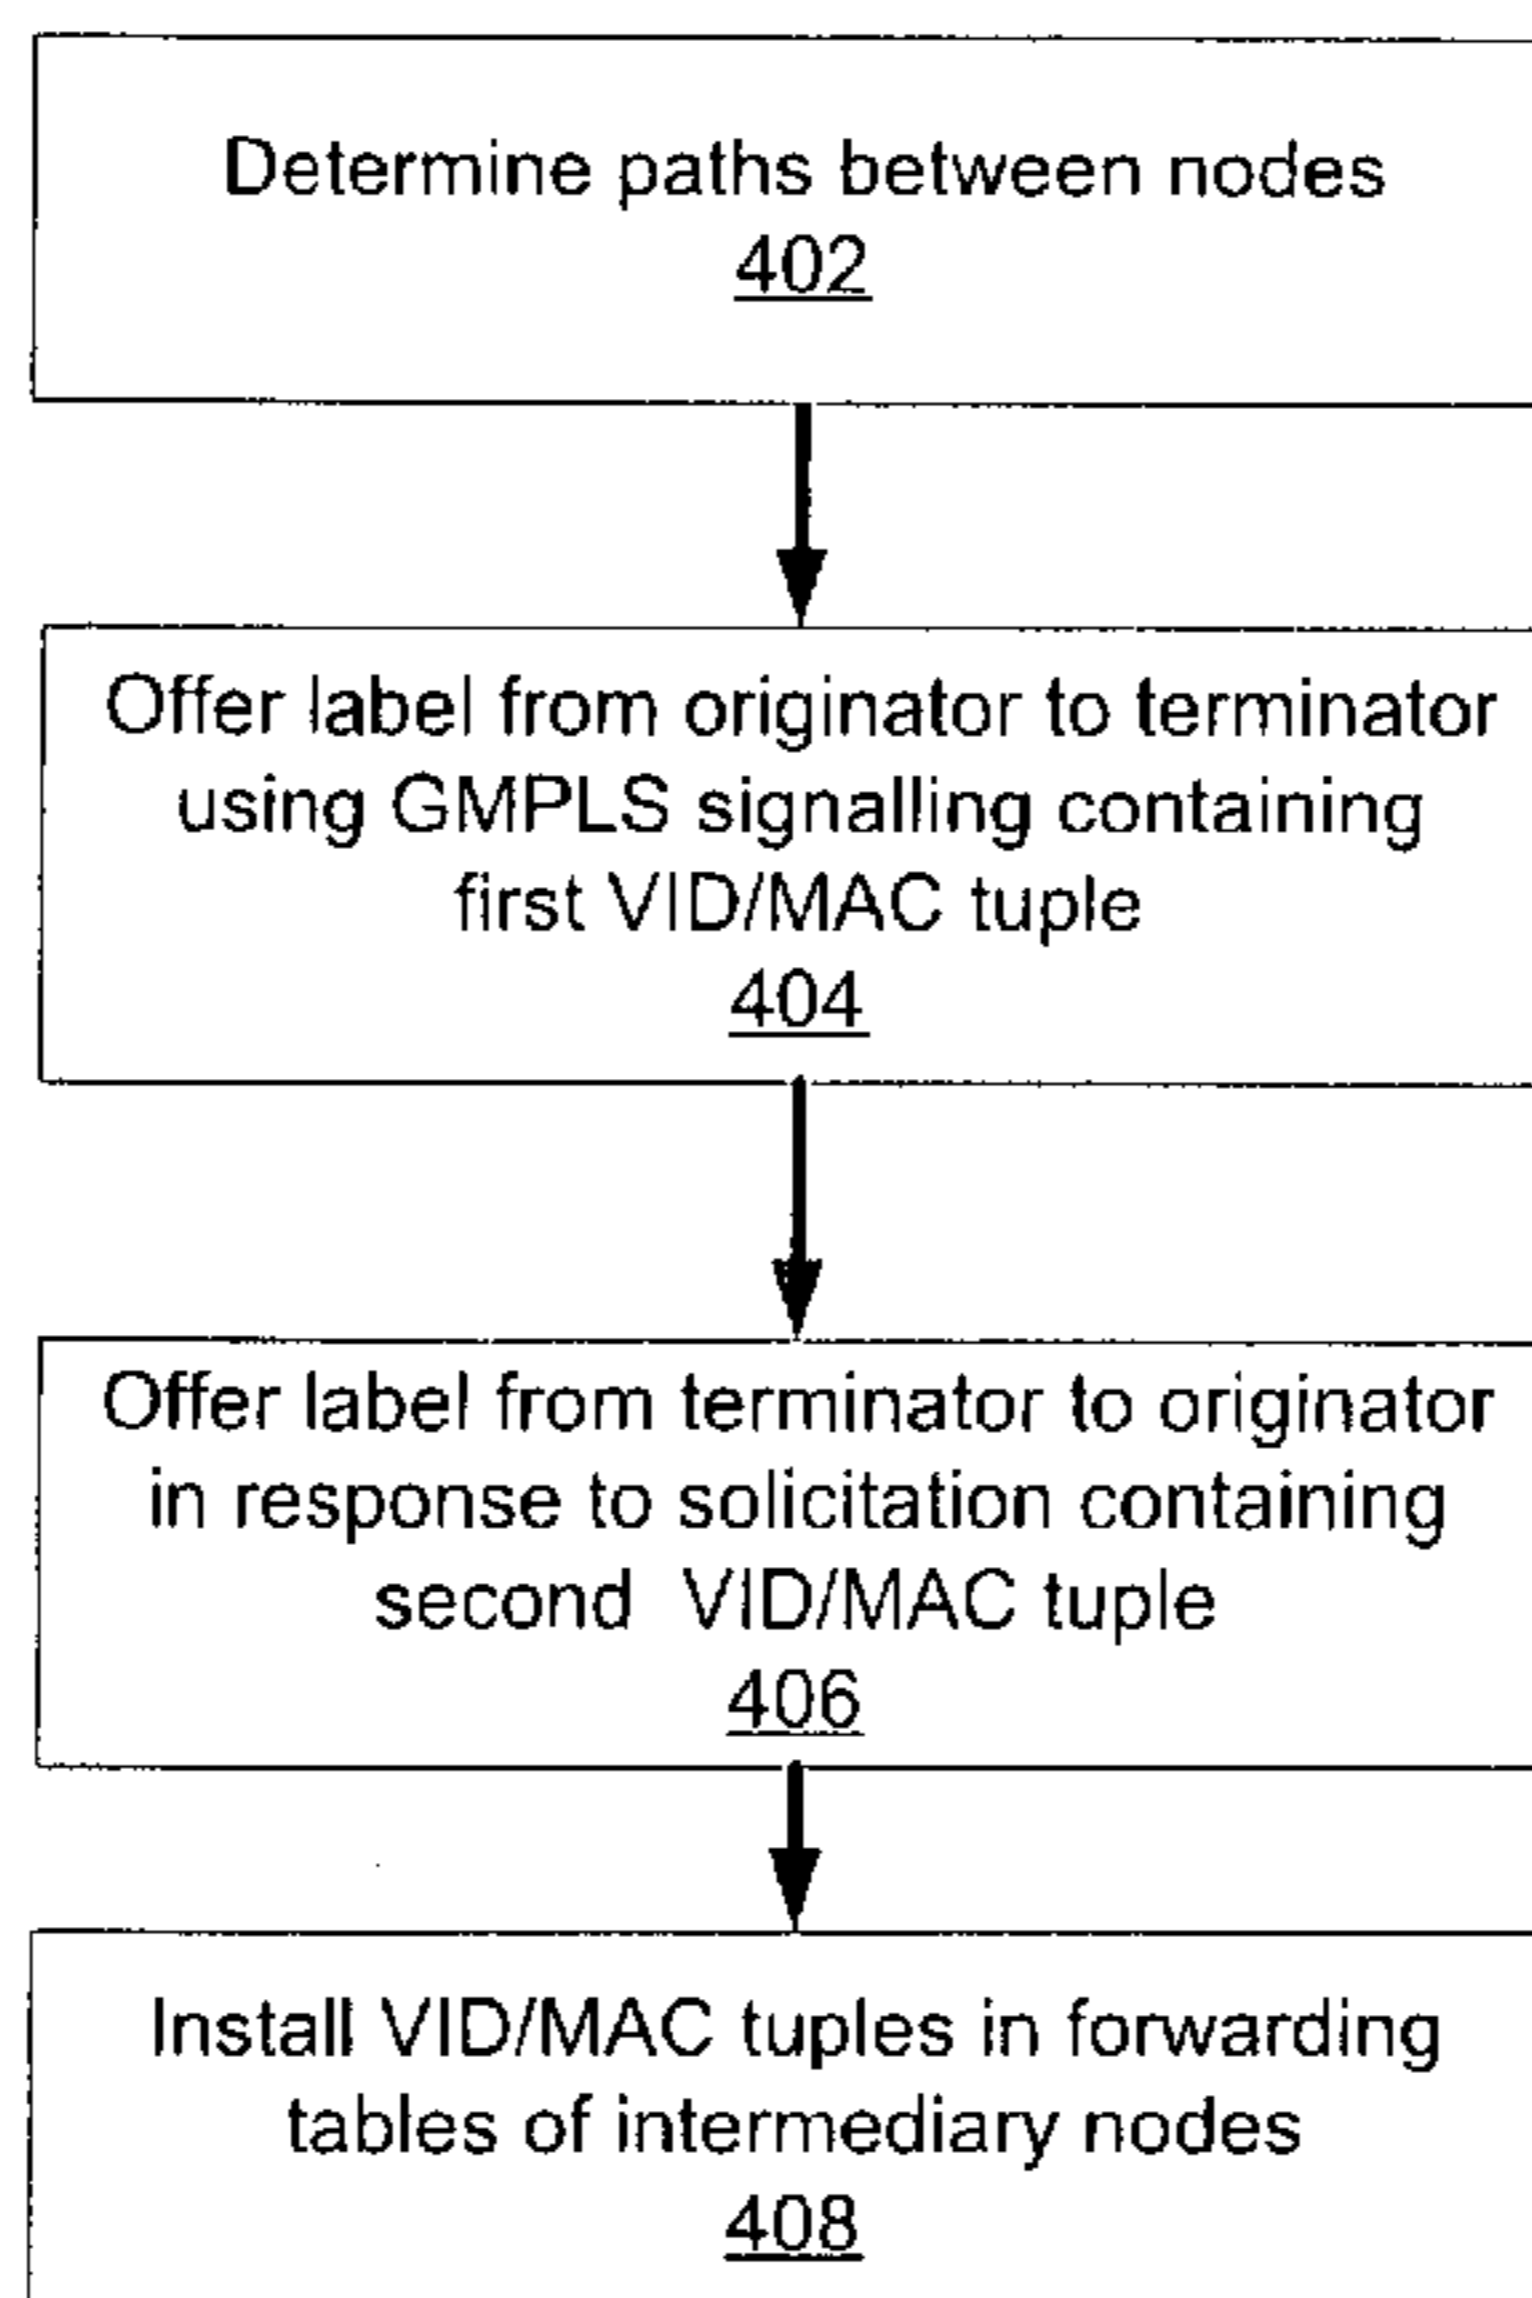 Determine paths between nodes
402
Offer label from originator to terminator
using GMPLS signalling containing
first VID/MAC tuple
404
Offer label from terminator to originator
in response to solicitation containing
second VID/MAC tuple
406
Install VID/MAC tuples in forwarding
tables of intermediary nodes
408